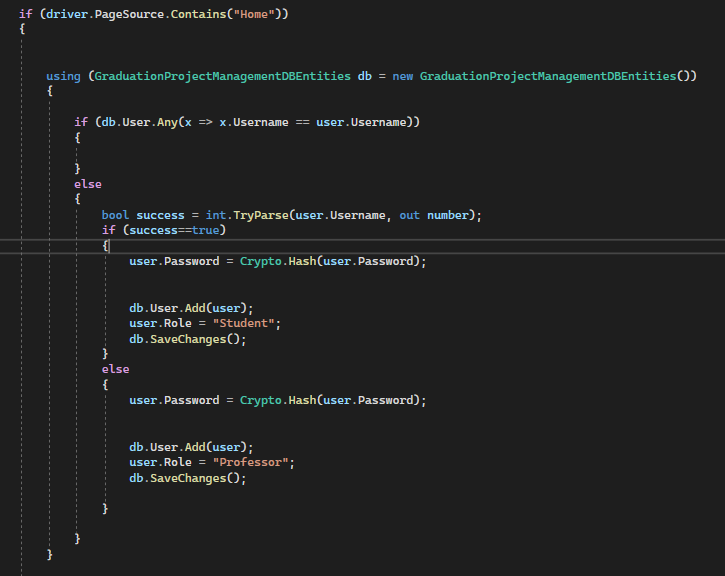 if (driver.PageSource.Contains("Home"))
{
using (GraduationProjectManagementDBEntities db = new GraduationProjectManagementDBEntities())
{
if (db.User.Any(x => x.Username == user.Username))
{
}
else
{
bool success = int.TryParse(user.Username, out number);
if (success==true)
{
user.Password = Crypto.Hash(user.Password);
db.User.Add(user);
user.Role = "Student";
db.SaveChanges();
}
else
{
user.Password = Crypto.Hash(user.Password);
db.User.Add(user);
user.Role = "Professor";
db.SaveChanges();
}
}
}